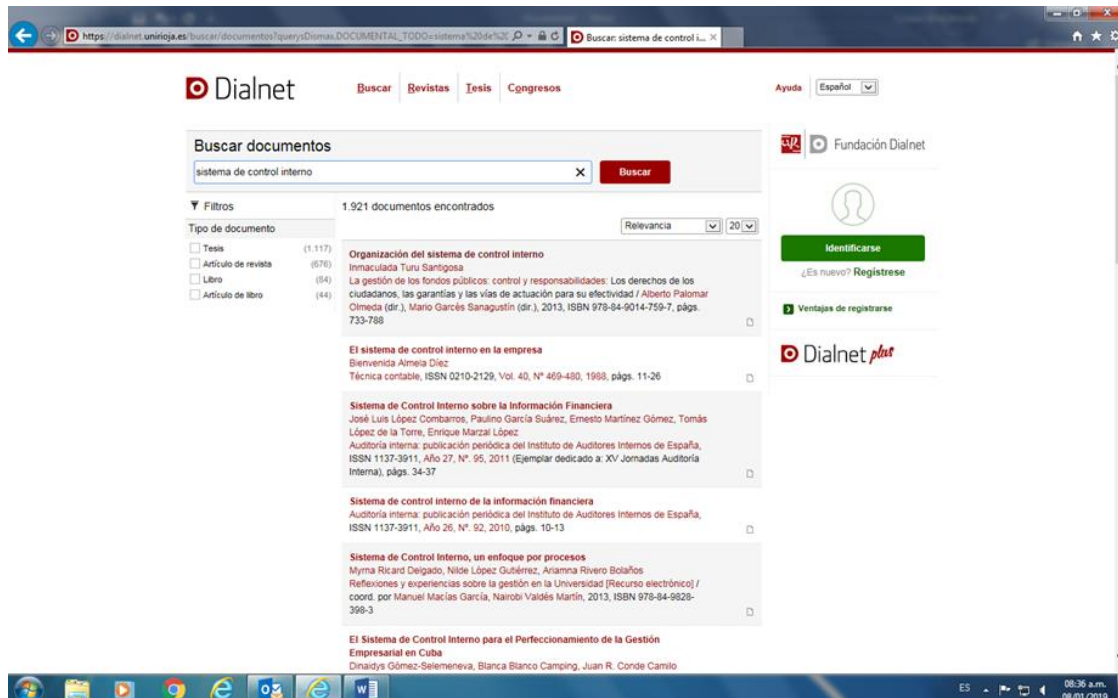 https://dialnet.unirioja.es/buscar/documentos?querysDismax.DOCUMENTAL_TODO=sistema%20de%20
Buscar: sistema de control i...
Dialnet
Buscar
Revistas
Tesis
Congresos
Ayuda
Español
Buscar documentos
sistema de control interno
Buscar
Fundación Dialnet
Filtros
1.921 documentos encontrados
Tipo de documento
Relevancia
20
Tesis (1.117)
Artículo de revista (676)
Libro (84)
Artículo de libro (44)
Organización del sistema de control interno
Inmaculada Turu Santigosa
La gestión de los fondos públicos: control y responsabilidades: Los derechos de los
ciudadanos, las garantías y las vías de actuación para su efectividad / Alberto Palomar
Olmeda (dir.), Mario Garcés Sanagustín (dir.), 2013, ISBN 978-84-9014-759-7, págs.
733-788
El sistema de control interno en la empresa
Bienvenida Almela Díez
Técnica contable, ISSN 0210-2129, Vol. 40, Nº 469-480, 1988, págs. 11-26
Sistema de Control Interno sobre la Información Financiera
José Luis López Combarros, Paulino García Suárez, Ernesto Martínez Gómez, Tomás
López de la Torre, Enrique Marzal López
Auditoría interna: publicación periódica del Instituto de Auditores Internos de España,
ISSN 1137-3911, Año 27, Nº. 95, 2011 (Ejemplar dedicado a: XV Jornadas Auditoría
Interna), págs. 34-37
Sistema de control interno de la información financiera
Auditoría interna: publicación periódica del Instituto de Auditores Internos de España,
ISSN 1137-3911, Año 26, Nº. 92, 2010, págs. 10-13
Sistema de Control Interno, un enfoque por procesos
Myrna Ricard Delgado, Nilde López Gutiérrez, Ariamna Rivero Bolaños
Reflexiones y experiencias sobre la gestión en la Universidad [Recurso electrónico] /
coord. por Manuel Macías García, Nairobi Valdés Martín, 2013, ISBN 978-84-9828-
398-3
El Sistema de Control Interno para el Perfeccionamiento de la Gestión
Empresarial en Cuba
Dinaidys Gómez-Selemeneva, Blanca Blanco Camping, Juan R. Conde Camilo
Identificarse
¿Es nuevo? Regístrese
Ventajas de registrarse
Dialnet plus
ES
08:36 a.m.
08/01/2019